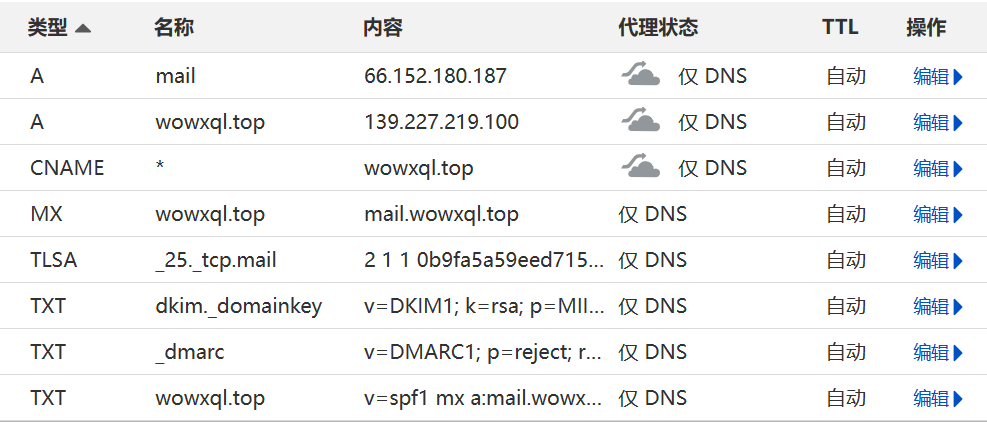 类型 名称 内容 代理状态 TTL 操作
A mail 66.152.180.187 仅 DNS 自动 编辑
A wowxql.top 139.227.219.100 仅 DNS 自动 编辑
CNAME * wowxql.top 仅 DNS 自动 编辑
MX wowxql.top mail.wowxql.top 仅 DNS 自动 编辑
TLSA _25._tcp.mail 2 1 1 0b9fa5a59eed715... 仅 DNS 自动 编辑
TXT dkim._domainkey v=DKIM1; k=rsa; p=MII... 仅 DNS 自动 编辑
TXT _dmarc v=DMARC1; p=reject; r... 仅 DNS 自动 编辑
TXT wowxql.top v=spf1 mx a:mail.wowx... 仅 DNS 自动 编辑